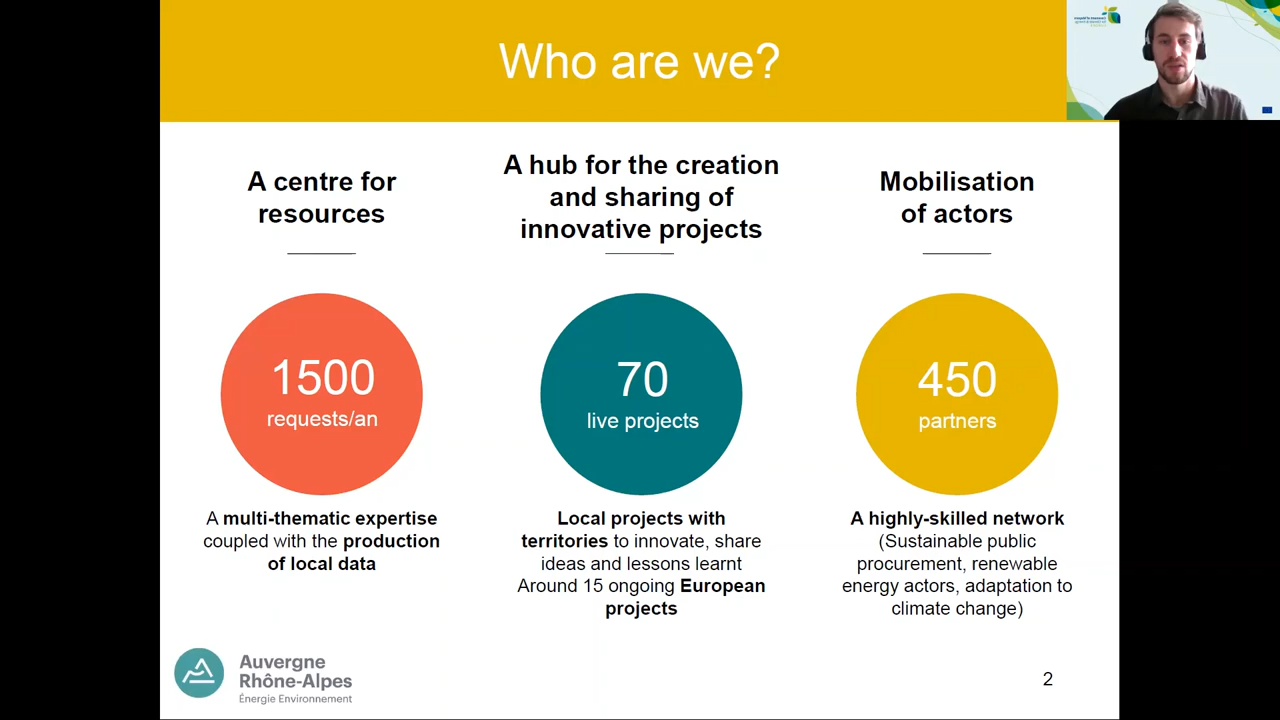 Who are we?
A centre for
resources
A hub for the creation
and sharing of
innovative projects
Mobilisation
of actors
1500
requests/an
70
live projects
450
partners
A multi-thematic expertise
coupled with the production
of local data
Local projects with
territories to innovate, share
ideas and lessons learnt
Around 15 ongoing European
projects
A highly-skilled network
(Sustainable public
procurement, renewable
energy actors, adaptation to
climate change)
Auvergne
Rhône-Alpes
Énergie Environnement
2